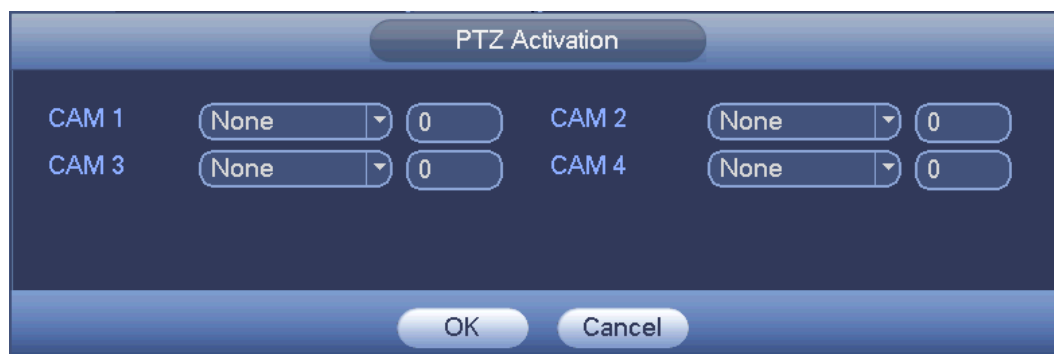 PTZ Activation
CAM 1 None 0 CAM 2 None 0
CAM 3 None 0 CAM 4 None 0
OK Cancel